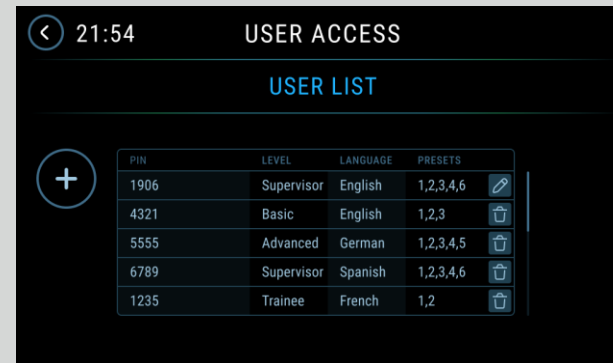 21:54 USER ACCESS
USER LIST
PIN LEVEL LANGUAGE PRESETS
1906 Supervisor English 1,2,3,4,6
4321 Basic English 1,2,3
5555 Advanced German 1,2,3,4,5
6789 Supervisor Spanish 1,2,3,4,6
1235 Trainee French 1,2